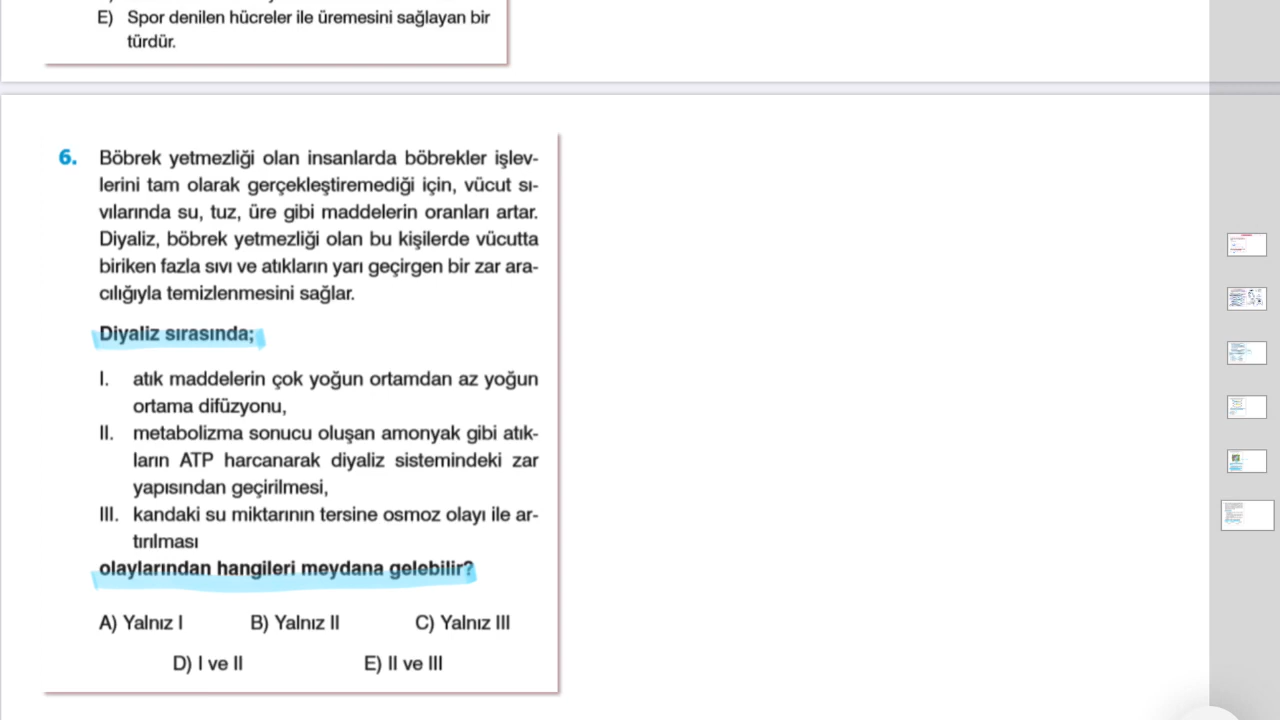 E) Spor denilen hücreler ile üremesini sağlayan bir
türdür.
6. Böbrek yetmezliği olan insanlarda böbrekler işlev-
lerini tam olarak gerçekleştiremediği için, vücut sı-
vılarında su, tuz, üre gibi maddelerin oranları artar.
Diyaliz, böbrek yetmezliği olan bu kişilerde vücutta
biriken fazla sıvı ve atıkların yarı geçirgen bir zar ara-
cılığıyla temizlenmesini sağlar.
Diyaliz sırasında;
I. atık maddelerin çok yoğun ortamdan az yoğun
ortama difüzyonu,
II. metabolizma sonucu oluşan amonyak gibi atık-
ların ATP harcanarak diyaliz sistemindeki zar
yapısından geçirilmesi,
III. kandaki su miktarının tersine osmoz olayı ile ar-
tırılması
olaylarından hangileri meydana gelebilir?
A) Yalnız I B) Yalnız II C) Yalnız III
D) I ve II E) II ve III